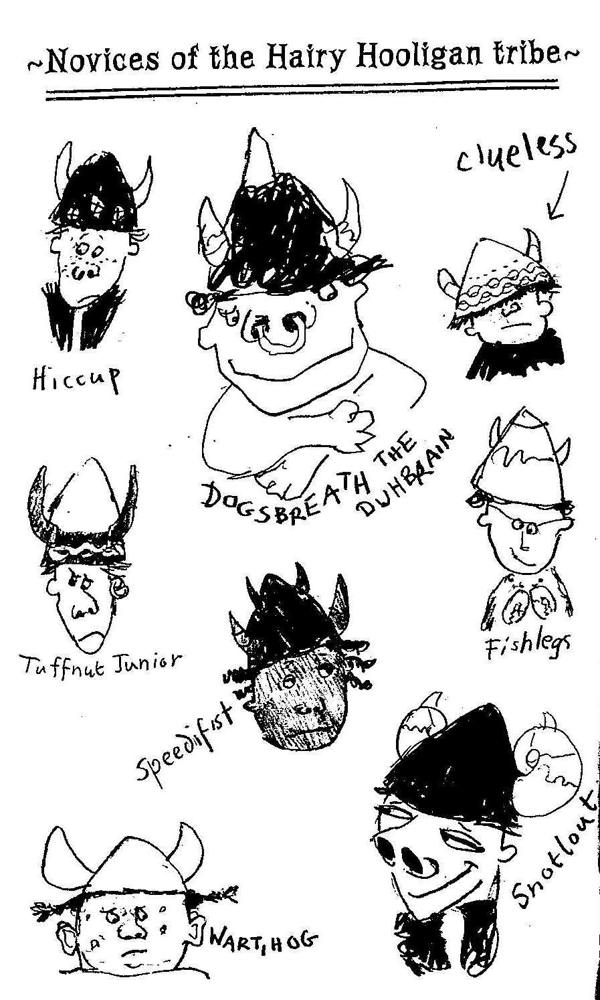 ~Novices of the Hairy Hooligan tribe~
clueless
Hiccup
DOGSBREATH THE
DUHBRAIN
Tuffnut Junior
Fishlegs
Speedifist
Snotlout
WARTIHOG